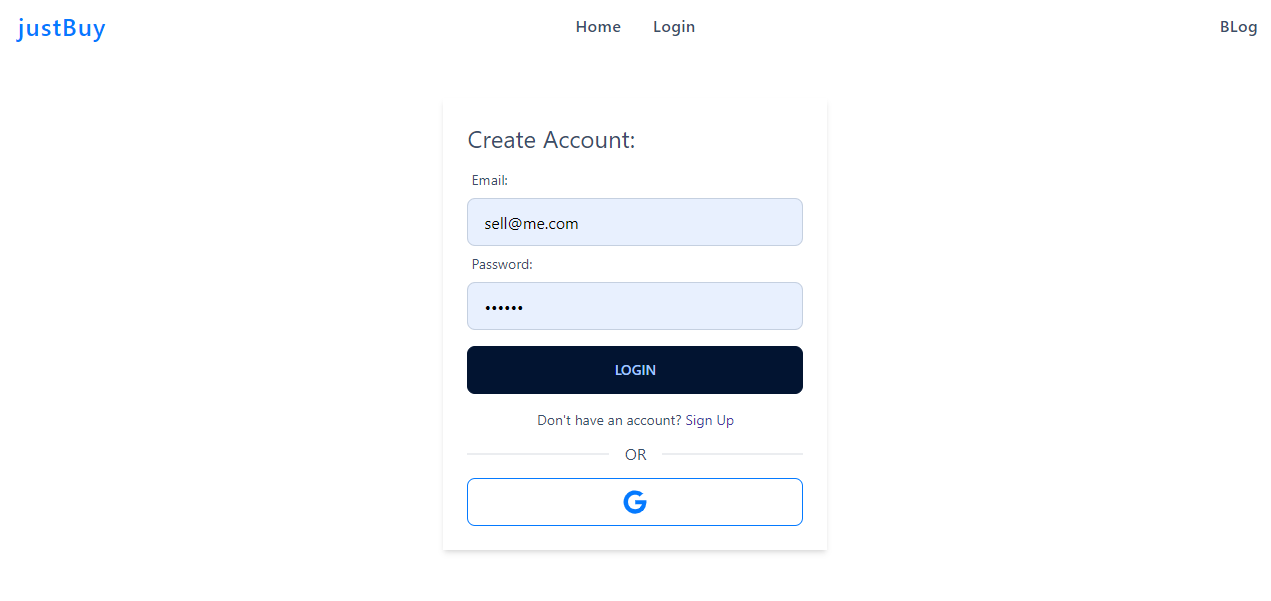 justBuy Home Login BLog
Create Account:
Email:
sell@me.com
Password:
••••••
LOGIN
Don't have an account? Sign Up
OR
G